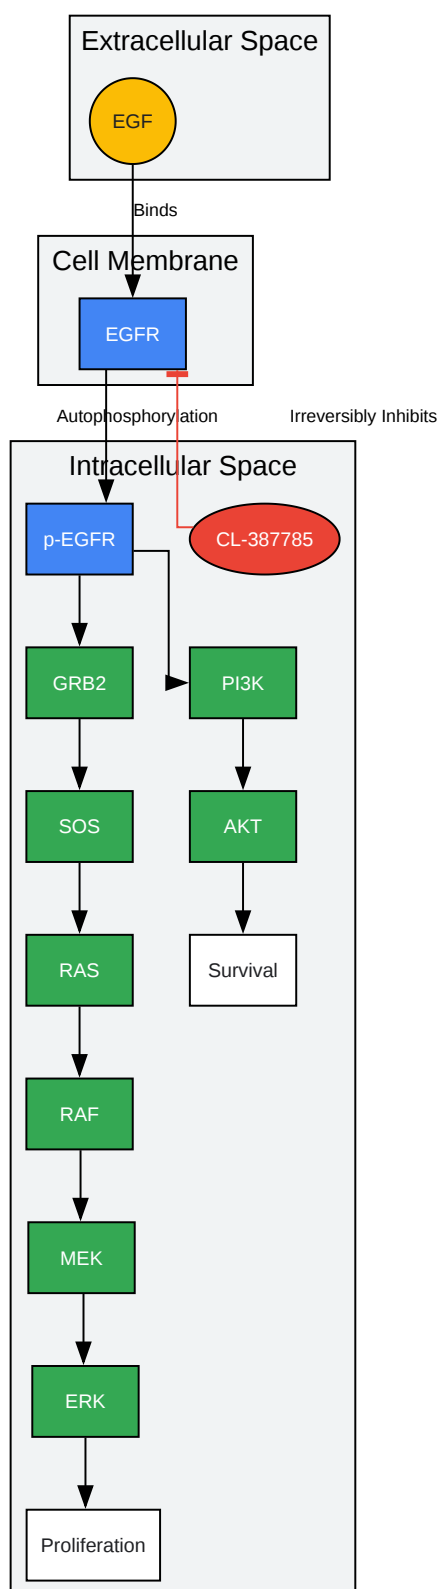 Extracellular Space
EGF
Binds
Cell Membrane
EGFR
Autophosphorylation
Irreversibly Inhibits
Intracellular Space
p-EGFR
CL-387785
GRB2
PI3K
SOS
AKT
RAS
Survival
RAF
MEK
ERK
Proliferation